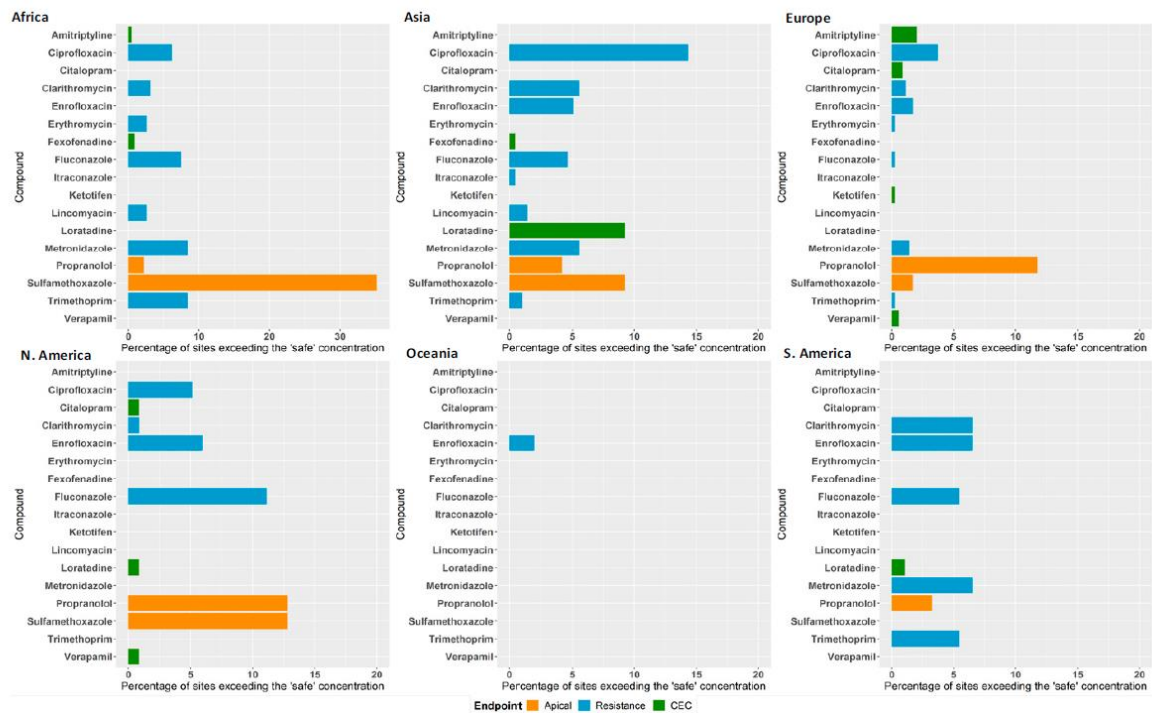 Africa
Compound
Amitriptyline
Ciprofloxacin
Citalopram
Clarithromycin
Enrofloxacin
Erythromycin
Fexofenadine
Fluconazole
Itraconazole
Ketotifen
Lincomyacin
Loratadine
Metronidazole
Propranolol
Sulfamethoxazole
Trimethoprim
Verapamil
0 10 20 30
Percentage of sites exceeding the 'safe' concentration
Asia
Compound
Amitriptyline
Ciprofloxacin
Citalopram
Clarithromycin
Enrofloxacin
Erythromycin
Fexofenadine
Fluconazole
Itraconazole
Ketotifen
Lincomyacin
Loratadine
Metronidazole
Propranolol
Sulfamethoxazole
Trimethoprim
Verapamil
0 5 10 15 20
Percentage of sites exceeding the 'safe' concentration
Europe
Compound
Amitriptyline
Ciprofloxacin
Citalopram
Clarithromycin
Enrofloxacin
Erythromycin
Fexofenadine
Fluconazole
Itraconazole
Ketotifen
Lincomyacin
Loratadine
Metronidazole
Propranolol
Sulfamethoxazole
Trimethoprim
Verapamil
0 5 10 15 20
Percentage of sites exceeding the 'safe' concentration
N. America
Compound
Amitriptyline
Ciprofloxacin
Citalopram
Clarithromycin
Enrofloxacin
Erythromycin
Fexofenadine
Fluconazole
Itraconazole
Ketotifen
Lincomyacin
Loratadine
Metronidazole
Propranolol
Sulfamethoxazole
Trimethoprim
Verapamil
0 5 10 15 20
Percentage of sites exceeding the 'safe' concentration
Oceania
Compound
Amitriptyline
Ciprofloxacin
Citalopram
Clarithromycin
Enrofloxacin
Erythromycin
Fexofenadine
Fluconazole
Itraconazole
Ketotifen
Lincomyacin
Loratadine
Metronidazole
Propranolol
Sulfamethoxazole
Trimethoprim
Verapamil
0 5 10 15 20
Percentage of sites exceeding the 'safe' concentration
S. America
Compound
Amitriptyline
Ciprofloxacin
Citalopram
Clarithromycin
Enrofloxacin
Erythromycin
Fexofenadine
Fluconazole
Itraconazole
Ketotifen
Lincomyacin
Loratadine
Metronidazole
Propranolol
Sulfamethoxazole
Trimethoprim
Verapamil
0 5 10 15 20
Percentage of sites exceeding the 'safe' concentration
Endpoint Apical Resistance CEC